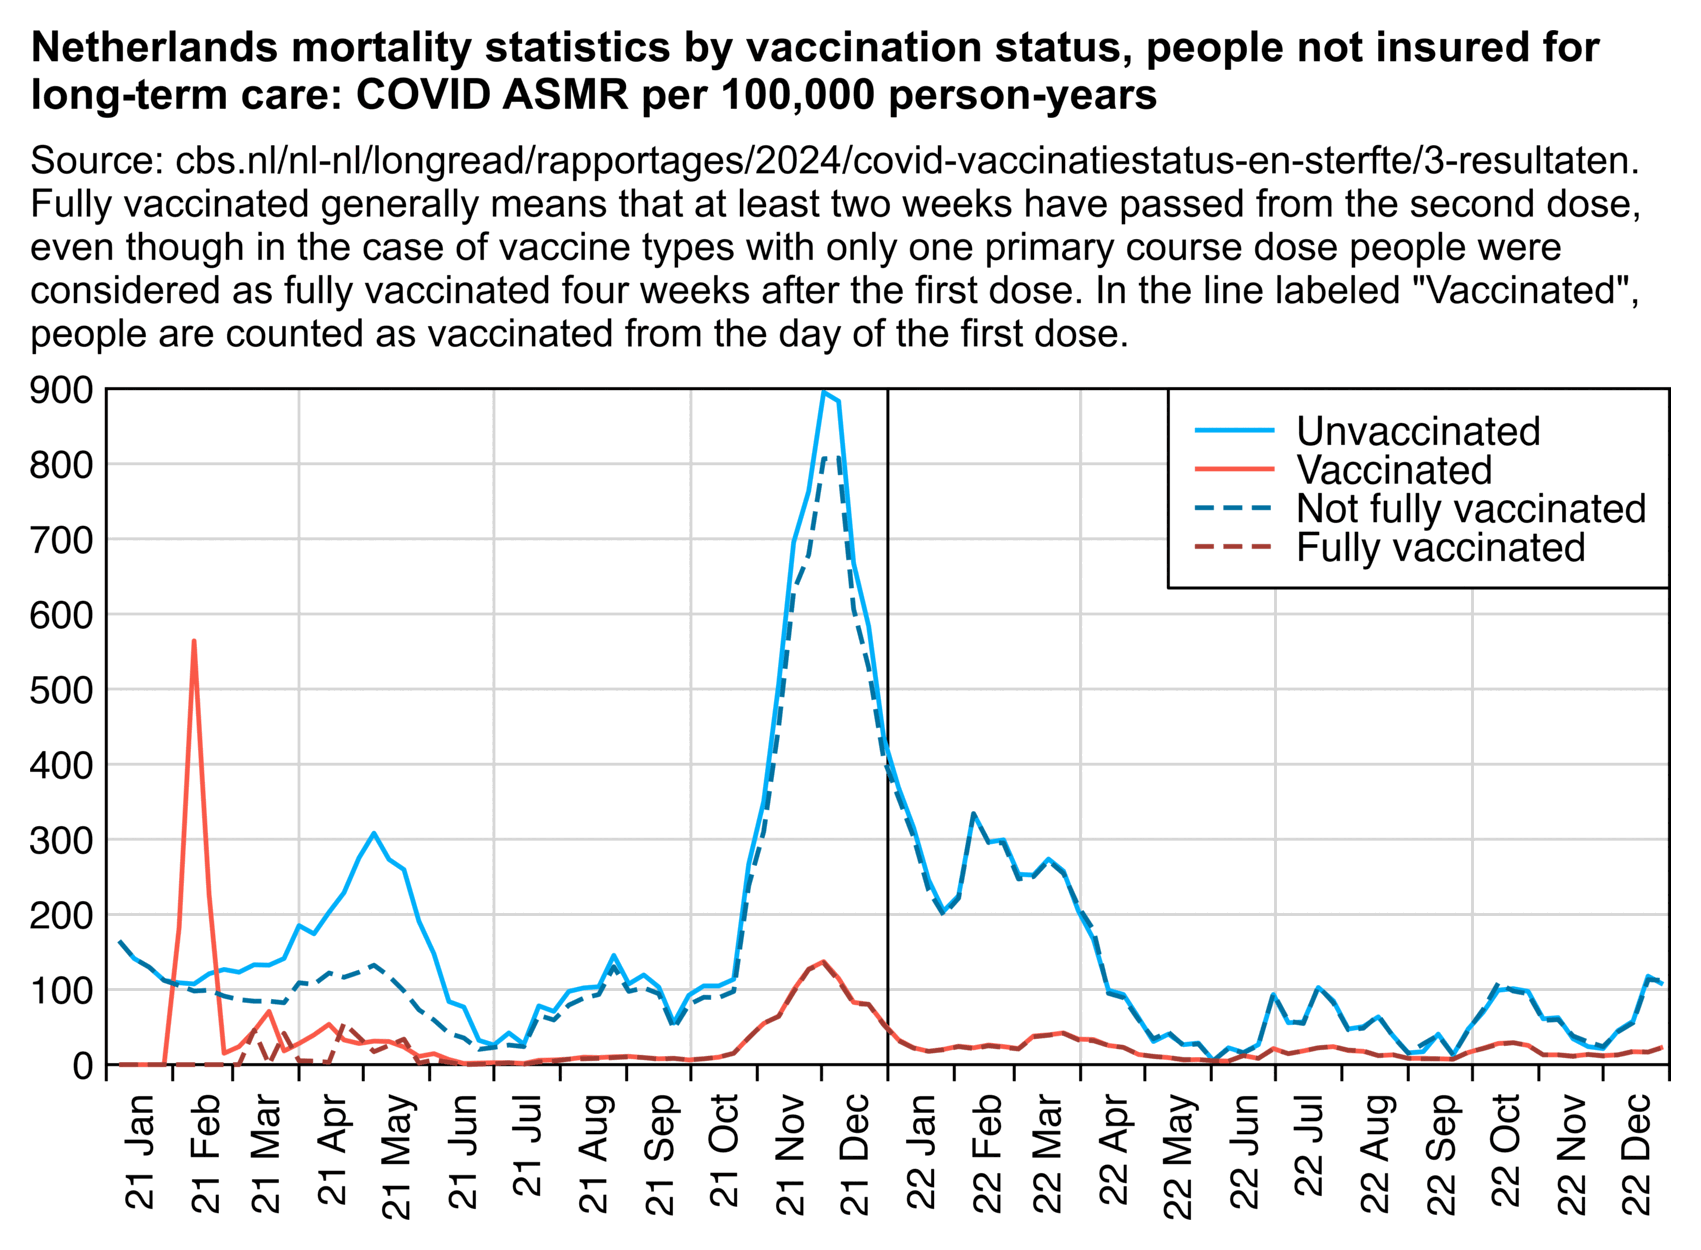 Netherlands mortality statistics by vaccination status, people not insured for
long-term care: COVID ASMR per 100,000 person-years
Source: cbs.nl/nl-nl/longread/rapportages/2024/covid-vaccinatiestatus-en-sterfte/3-resultaten.
Fully vaccinated generally means that at least two weeks have passed from the second dose,
even though in the case of vaccine types with only one primary course dose people were
considered as fully vaccinated four weeks after the first dose. In the line labeled "Vaccinated",
people are counted as vaccinated from the day of the first dose.
900
800
700
600
500
400
300
200
100
0
Unvaccinated
Vaccinated
Not fully vaccinated
Fully vaccinated
21 Jan
21 Feb
21 Mar
21 Apr
21 May
21 Jun
21 Jul
21 Aug
21 Sep
21 Oct
21 Nov
21 Dec
22 Jan
22 Feb
22 Mar
22 Apr
22 May
22 Jun
22 Jul
22 Aug
22 Sep
22 Oct
22 Nov
22 Dec